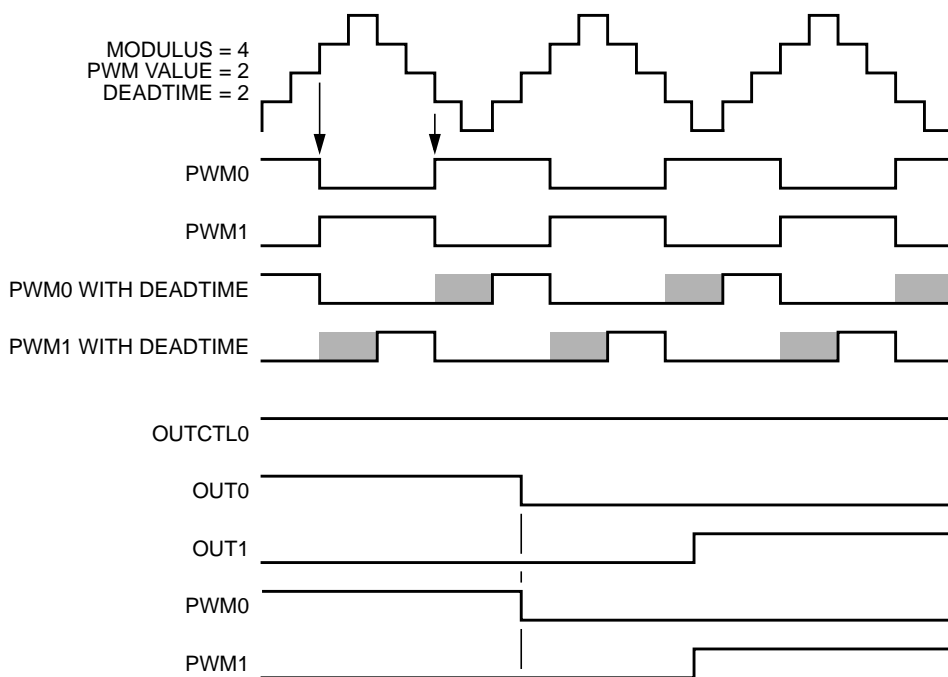 MODULUS = 4
PWM VALUE = 2
DEADTIME = 2
PWM0
PWM1
PWM0 WITH DEADTIME
PWM1 WITH DEADTIME
OUTCTL0
OUT0
OUT1
PWM0
PWM1